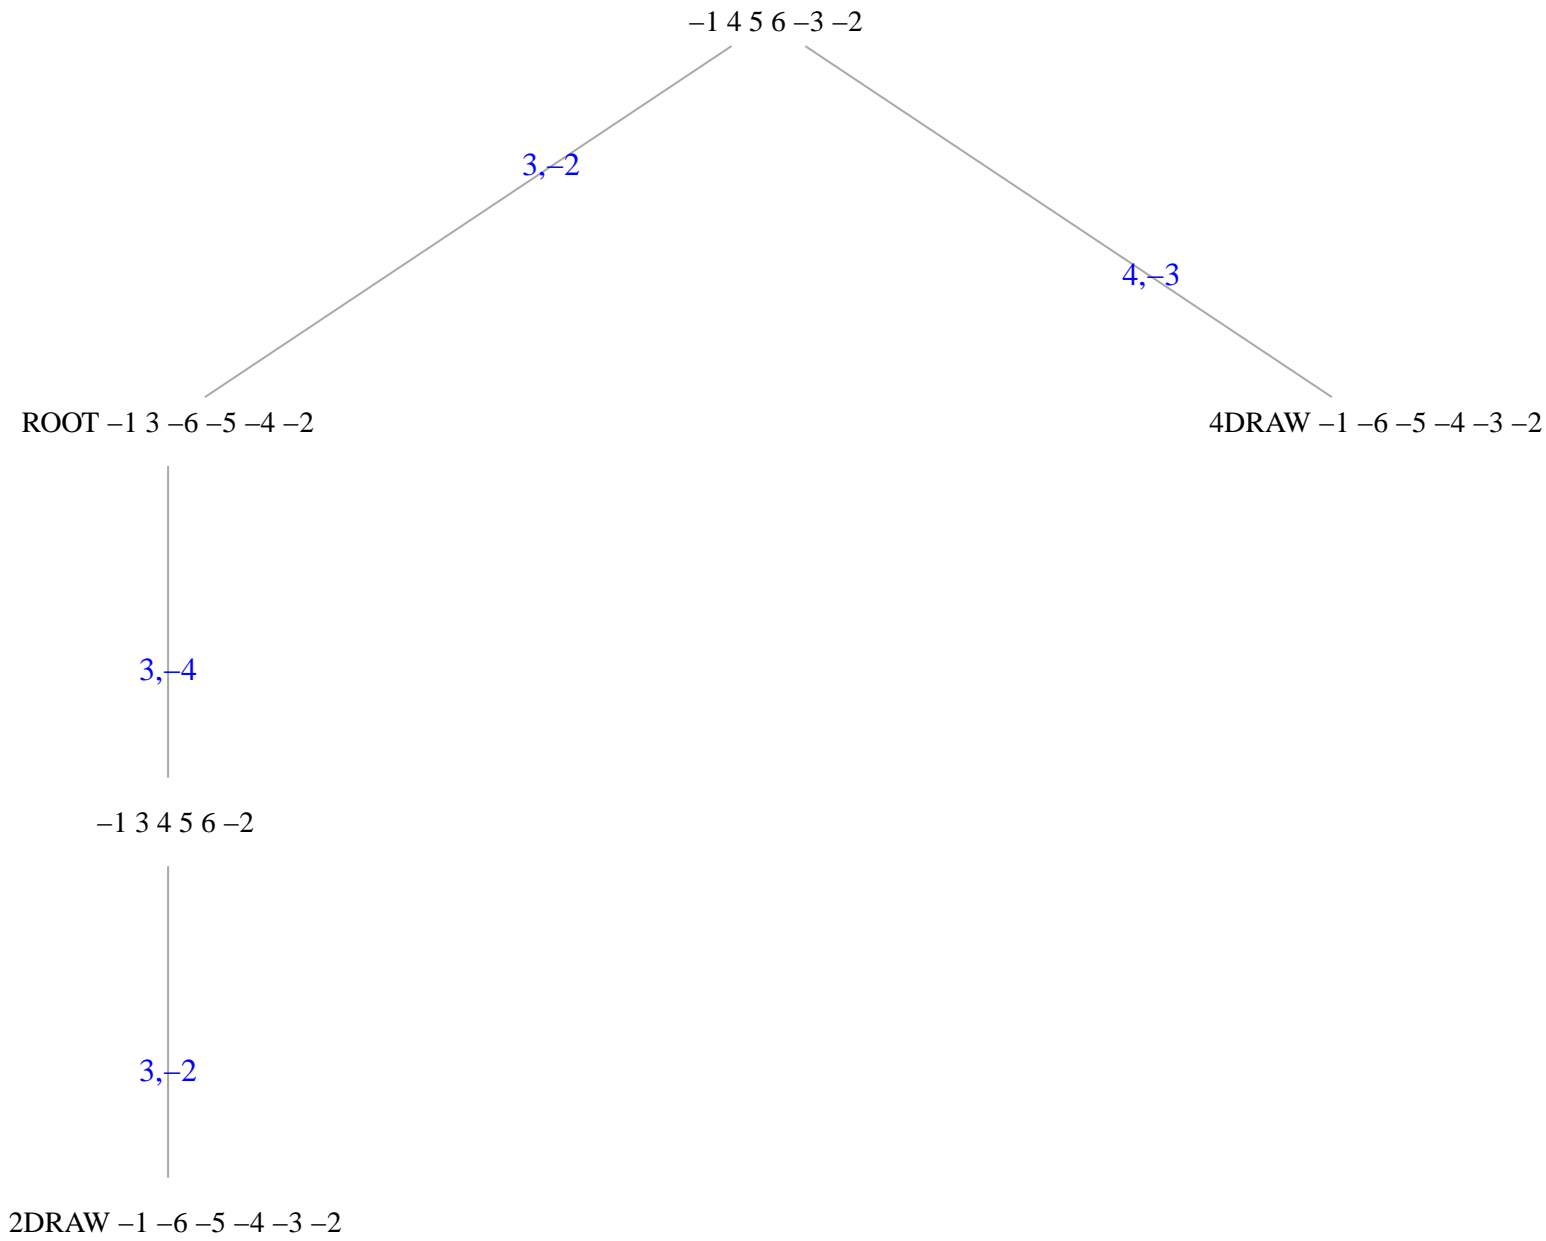 –1 4 5 6 –3 –2
3,–2
4,–3
ROOT –1 3 –6 –5 –4 –2
4DRAW –1 –6 –5 –4 –3 –2
3,–4
–1 3 4 5 6 –2
3,–2
2DRAW –1 –6 –5 –4 –3 –2